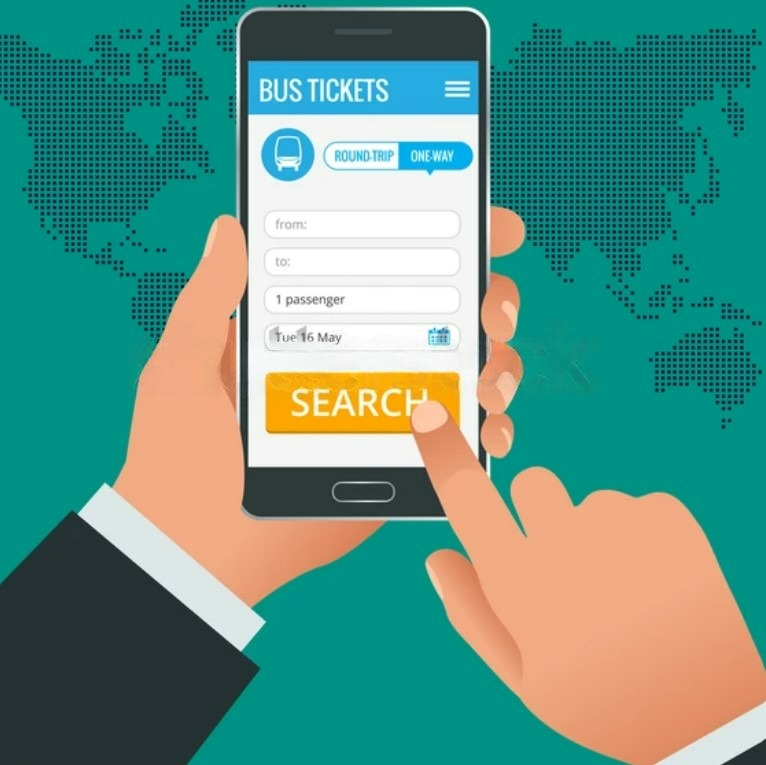 BUS TICKETS
ROUND-TRIP ONE-WAY
from:
to:
1 passenger
Tue 16 May
SEARCH